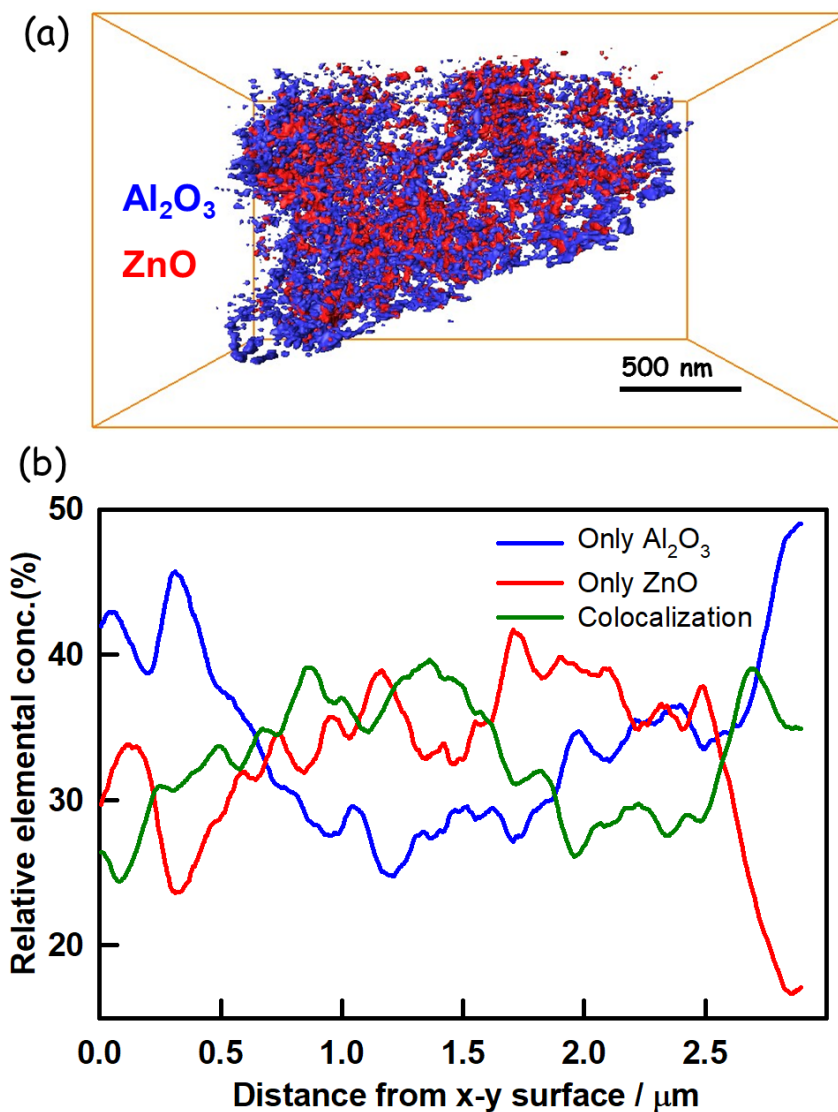 (a)
Al₂O₃
ZnO
500 nm
(b)
50
40
30
20
Relative elemental conc.(%)
Only Al₂O₃
Only ZnO
Colocalization
0.0 0.5 1.0 1.5 2.0 2.5
Distance from x-y surface / μm